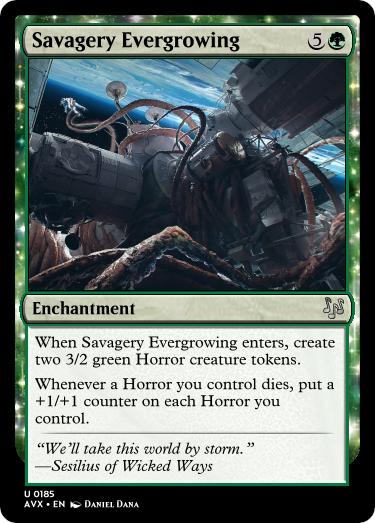 Savagery Evergrowing 5
Enchantment
When Savagery Evergrowing enters, create
two 3/2 green Horror creature tokens.
Whenever a Horror you control dies, put a
+1/+1 counter on each Horror you
control.
“We’ll take this world by storm.”
—Sesilius of Wicked Ways
U 0185
AVX • EN DANIEL DANA